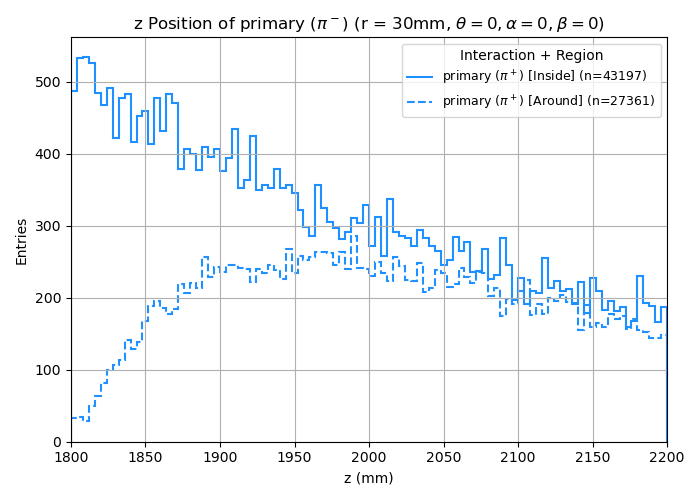 z Position of primary (π⁻) (r = 30mm, θ = 0, α = 0, β = 0)
Interaction + Region
primary (π⁺) [Inside] (n=43197)
primary (π⁺) [Around] (n=27361)
Entries
500
400
300
200
100
0
1800 1850 1900 1950 2000 2050 2100 2150 2200
z (mm)